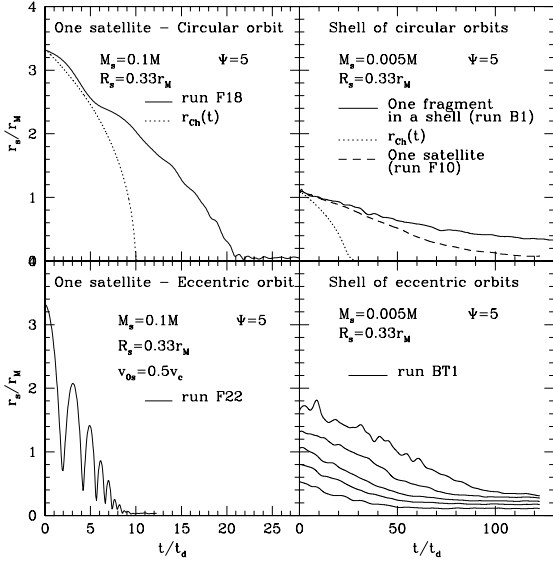 One satellite – Circular orbit
M_s=0.1M Ψ=5
R_s=0.33r_M
run F18
r_Ch(t)
Shell of circular orbits
M_s=0.005M Ψ=5
R_s=0.33r_M
One fragment
in a shell (run B1)
r_Ch(t)
One satellite
(run F10)
r_s/r_M
4
3
2
1
0
One satellite – Eccentric orbit
M_s=0.1M Ψ=5
R_s=0.33r_M
v_0s=0.5v_c
run F22
Shell of eccentric orbits
M_s=0.005M Ψ=5
R_s=0.33r_M
run BT1
r_s/r_M
4
3
2
1
0
0 5 10 15 20 25
0 50 100
t/t_d
t/t_d